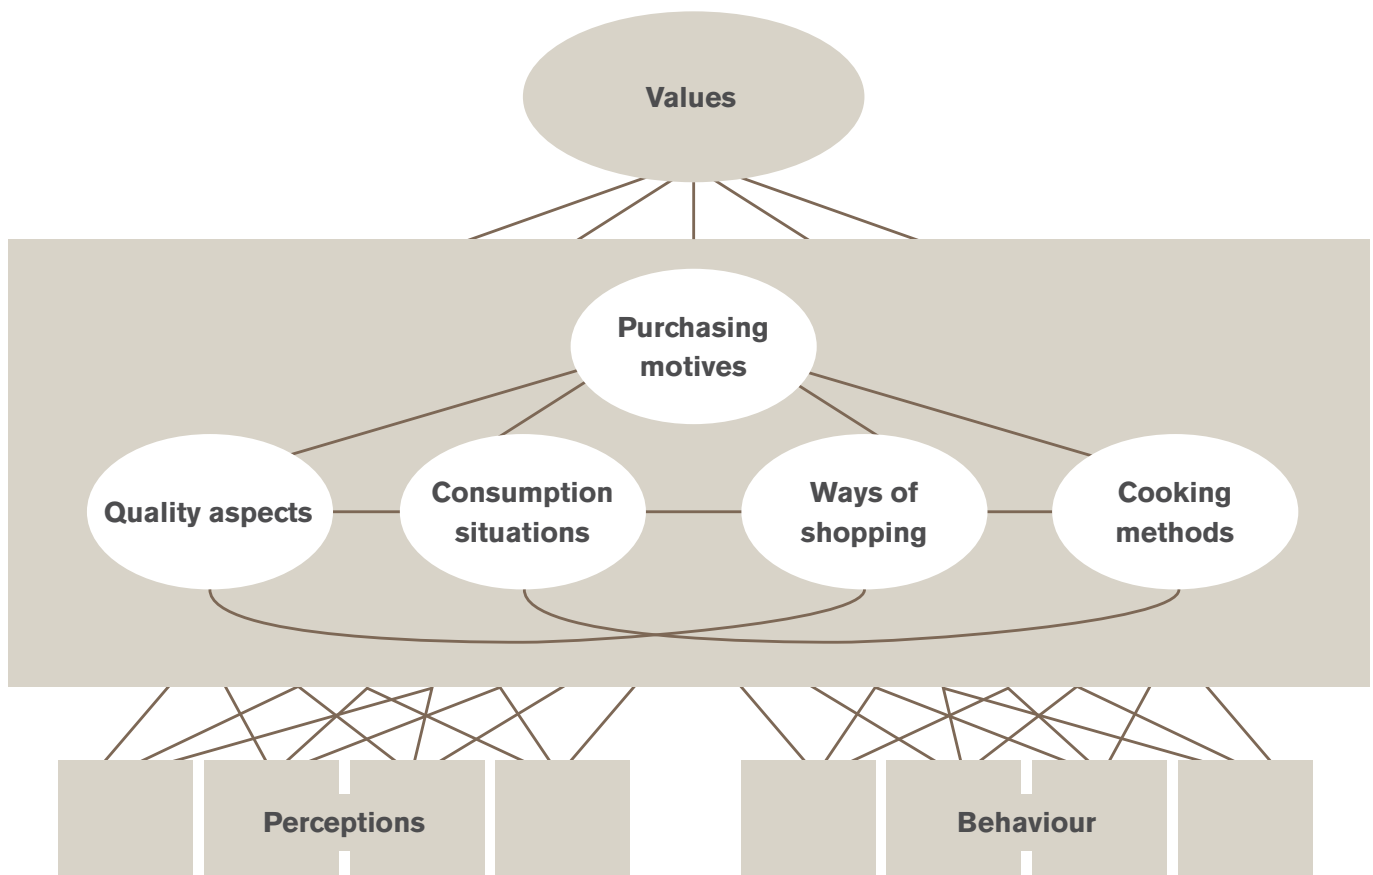 Values
Purchasing
motives
Quality aspects
Consumption
situations
Ways of
shopping
Cooking
methods
Perceptions
Behaviour